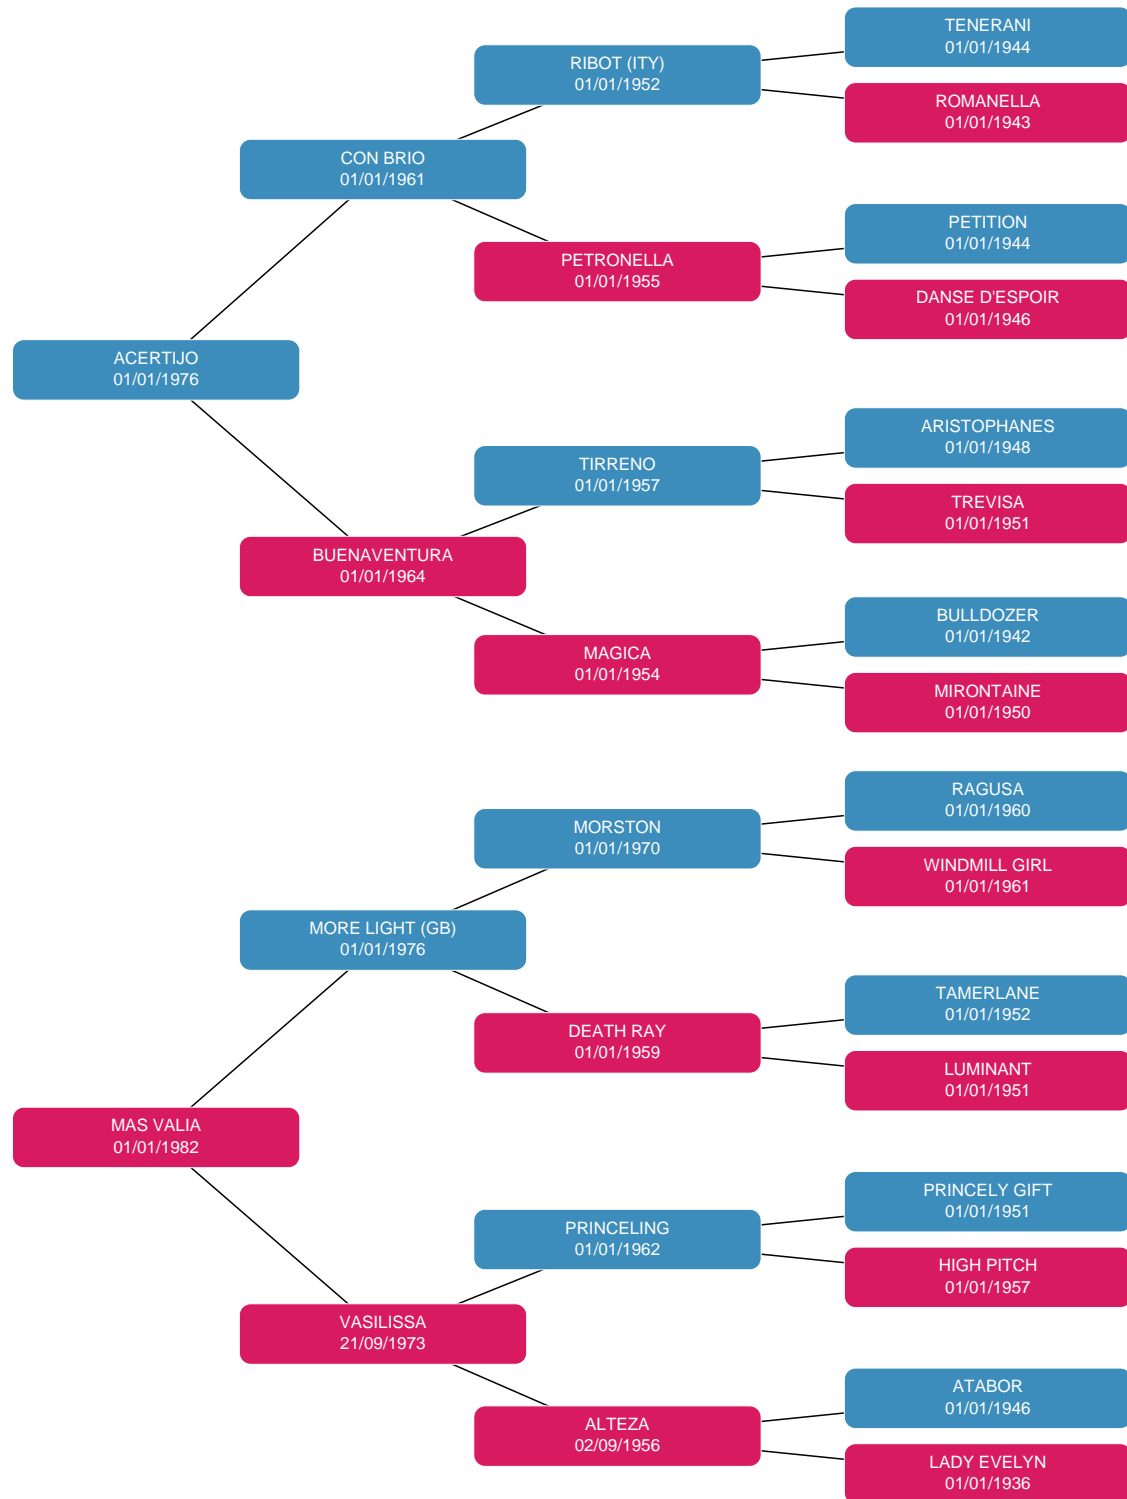 TENERANI
01/01/1944
RIBOT (ITY)
01/01/1952
ROMANELLA
01/01/1943
CON BRIO
01/01/1961
PETITION
01/01/1944
PETRONELLA
01/01/1955
DANSE D'ESPOIR
01/01/1946
ACERTIJO
01/01/1976
ARISTOPHANES
01/01/1948
TIRRENO
01/01/1957
TREVISA
01/01/1951
BUENAVENTURA
01/01/1964
BULLDOZER
01/01/1942
MAGICA
01/01/1954
MIRONTAINE
01/01/1950
RAGUSA
01/01/1960
MORSTON
01/01/1970
WINDMILL GIRL
01/01/1961
MORE LIGHT (GB)
01/01/1976
TAMERLANE
01/01/1952
DEATH RAY
01/01/1959
LUMINANT
01/01/1951
MAS VALIA
01/01/1982
PRINCELY GIFT
01/01/1951
PRINCELING
01/01/1962
HIGH PITCH
01/01/1957
VASILISSA
21/09/1973
ATABOR
01/01/1946
ALTEZA
02/09/1956
LADY EVELYN
01/01/1936